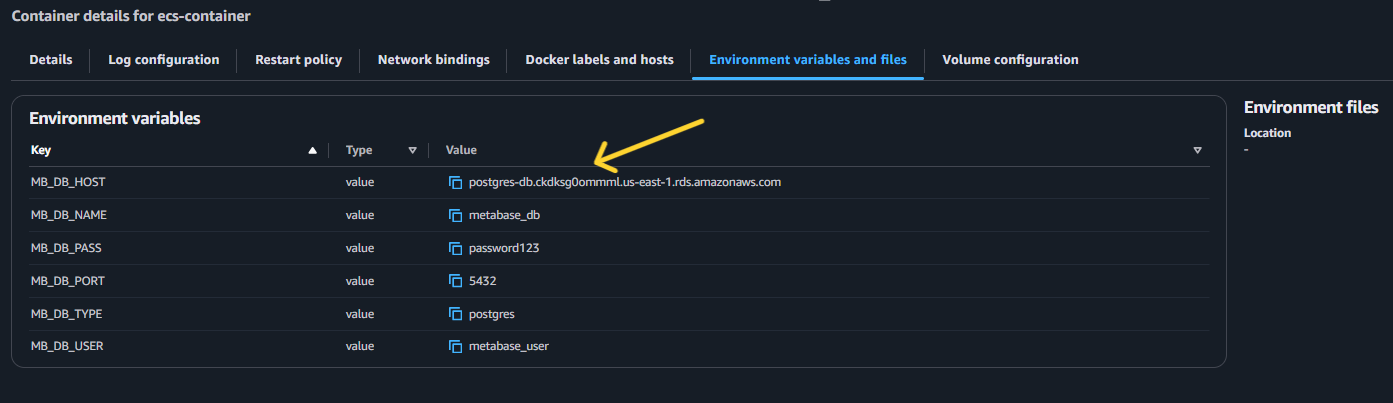 Container details for ecs-container
Details Log configuration Restart policy Network bindings Docker labels and hosts Environment variables and files Volume configuration
Environment variables
Key Type Value
MB_DB_HOST value postgres-db.ckdksg0ommml.us-east-1.rds.amazonaws.com
MB_DB_NAME value metabase_db
MB_DB_PASS value password123
MB_DB_PORT value 5432
MB_DB_TYPE value postgres
MB_DB_USER value metabase_user
Environment files
Location
-